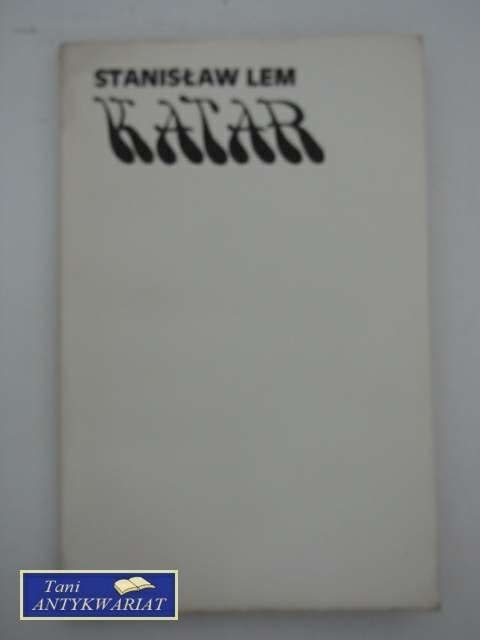 STANISŁAW LEM
KATAR
Tani
ANTYKWARIAT